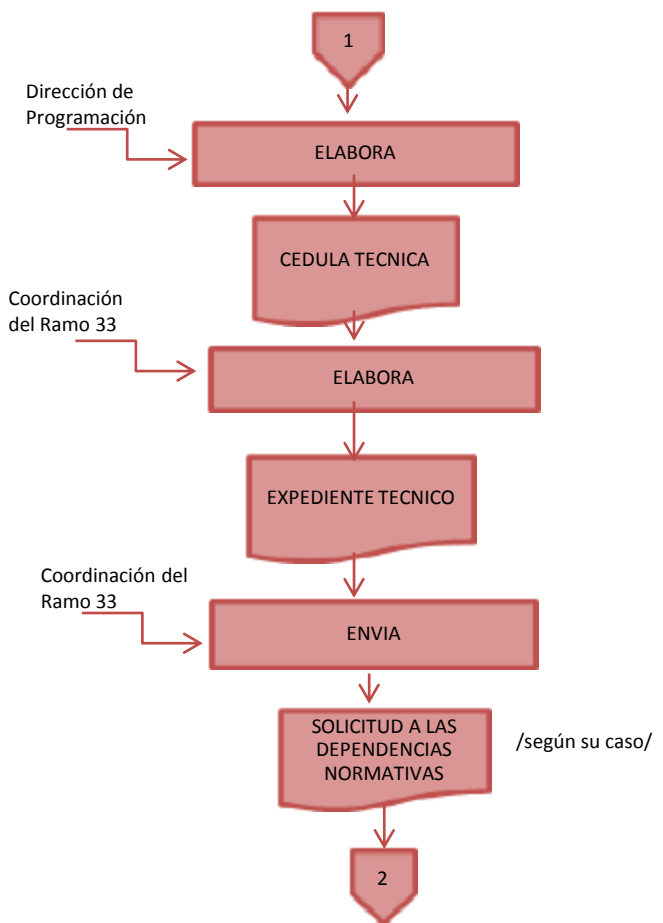 1
Dirección de
Programación
ELABORA
CEDULA TECNICA
Coordinación
del Ramo 33
ELABORA
EXPEDIENTE TECNICO
Coordinación del
Ramo 33
ENVIA
SOLICITUD A LAS
DEPENDENCIAS
NORMATIVAS
/según su caso/
2